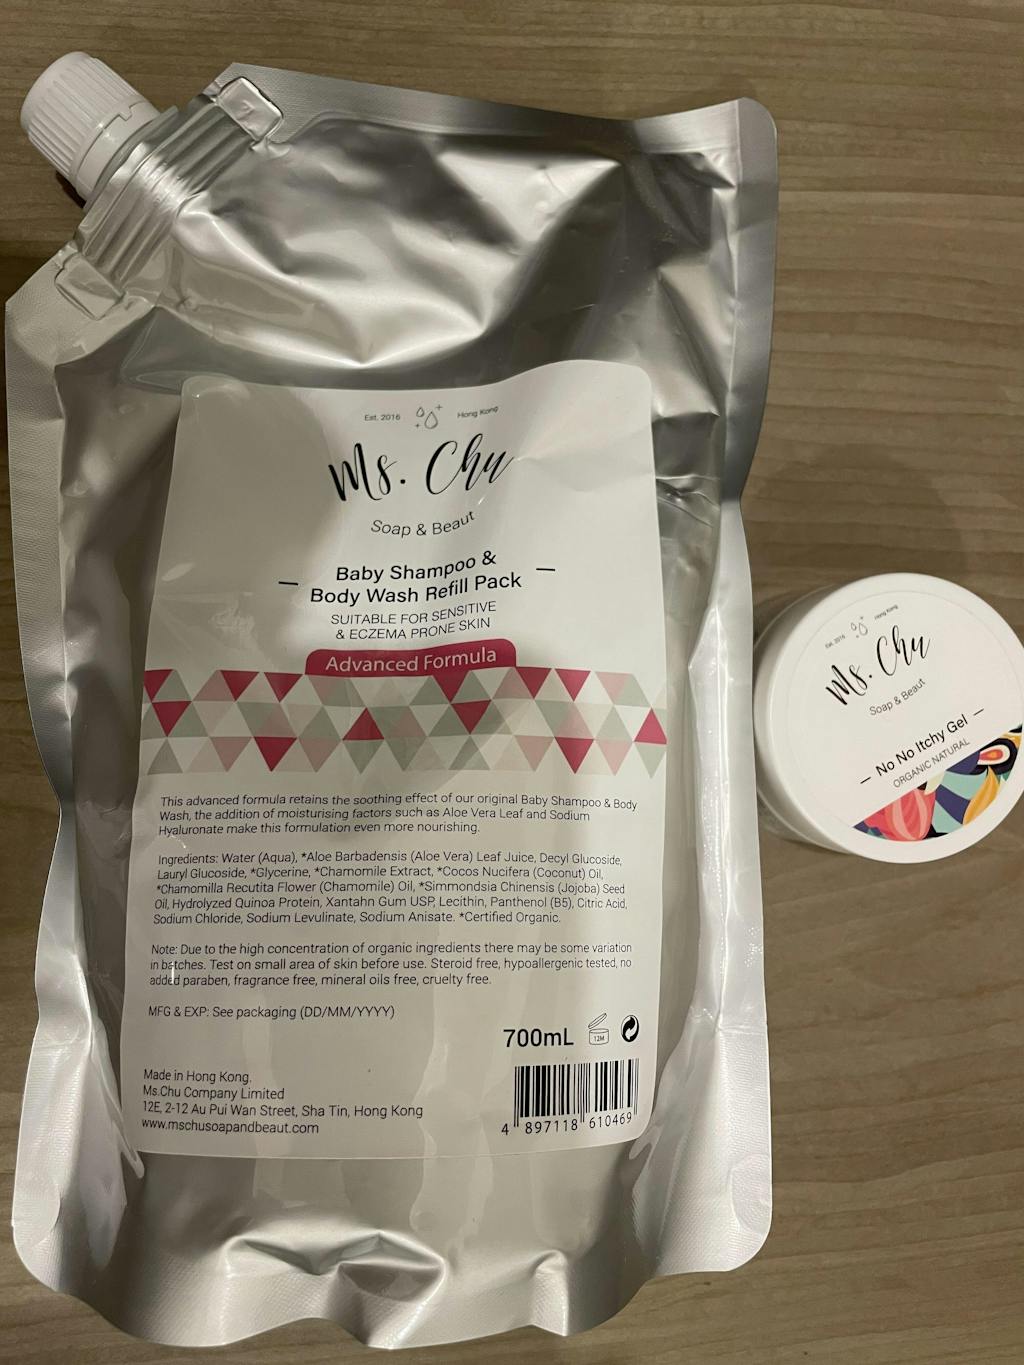 Est. 2016 Hong Kong
Ms. Chu
Soap & Beaut
Baby Shampoo &
Body Wash Refill Pack
SUITABLE FOR SENSITIVE
& ECZEMA PRONE SKIN
Advanced Formula
This advanced formula retains the soothing effect of our original Baby Shampoo & Body
Wash, the addition of moisturising factors such as Aloe Vera Leaf and Sodium
Hyaluronate make this formulation even more nourishing.
Ingredients: Water (Aqua), *Aloe Barbadensis (Aloe Vera) Leaf Juice, Decyl Glucoside,
Lauryl Glucoside, *Glycerine, *Chamomile Extract, *Cocos Nucifera (Coconut) Oil,
*Chamomilla Recutita Flower (Chamomile) Oil, *Simmondsia Chinensis (Jojoba) Seed
Oil, Hydrolyzed Quinoa Protein, Xantahn Gum USP, Lecithin, Panthenol (B5), Citric Acid,
Sodium Chloride, Sodium Levulinate, Sodium Anisate. *Certified Organic.
Note: Due to the high concentration of organic ingredients there may be some variation
in batches. Test on small area of skin before use. Steroid free, hypoallergenic tested, no
added paraben, fragrance free, mineral oils free, cruelty free.
MFG & EXP: See packaging (DD/MM/YYYY)
700mL 12M
Made in Hong Kong.
Ms.Chu Company Limited
12E, 2-12 Au Pui Wan Street, Sha Tin, Hong Kong
www.mschusoapandbeaut.com
4 897118 610469
Est. 2016 Hong Kong
Ms. Chu
Soap & Beaut
No No Itchy Gel
ORGANIC NATURAL